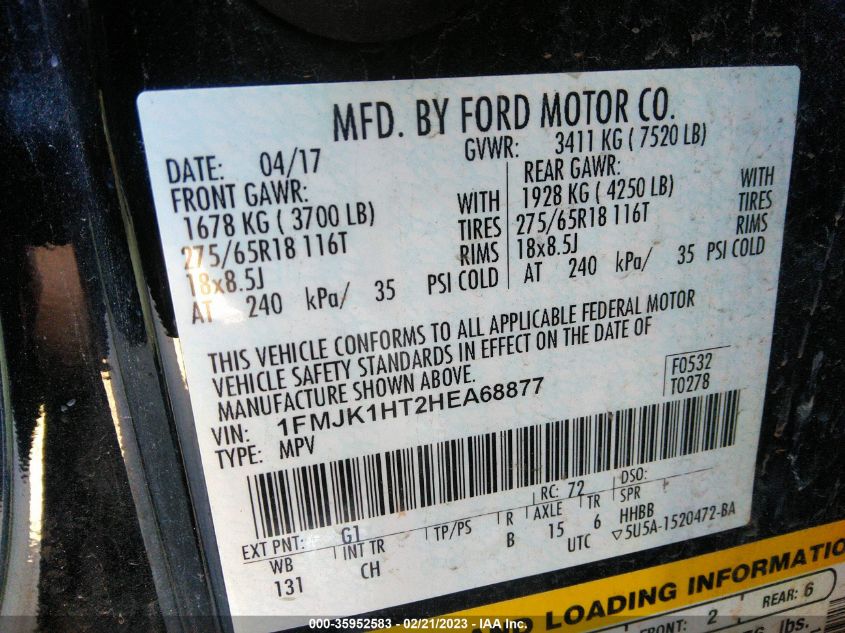 MFD. BY FORD MOTOR CO.
DATE: 04/17 GVWR: 3411 KG ( 7520 LB)
FRONT GAWR: REAR GAWR:
1678 KG ( 3700 LB) WITH 1928 KG ( 4250 LB) WITH
275/65R18 116T TIRES 275/65R18 116T TIRES
18x8.5J RIMS 18x8.5J RIMS
AT 240 kPa/ 35 PSI COLD AT 240 kPa/ 35 PSI COLD
THIS VEHICLE CONFORMS TO ALL APPLICABLE FEDERAL MOTOR
VEHICLE SAFETY STANDARDS IN EFFECT ON THE DATE OF
MANUFACTURE SHOWN ABOVE.
VIN: 1FMJK1HT2HEA68877
TYPE: MPV
F0532
T0278
EXT PNT: G1 RC: 72 DSO:
WB INT TR TP/PS R AXLE TR SPR
131 CH B 15 6 HHBB
UTC ▽5U5A-1520472-BA
AND LOADING INFORMATION
FRONT: 2 REAR: 6
lbs.
000-35952583 - 02/21/2023 - IAA Inc.